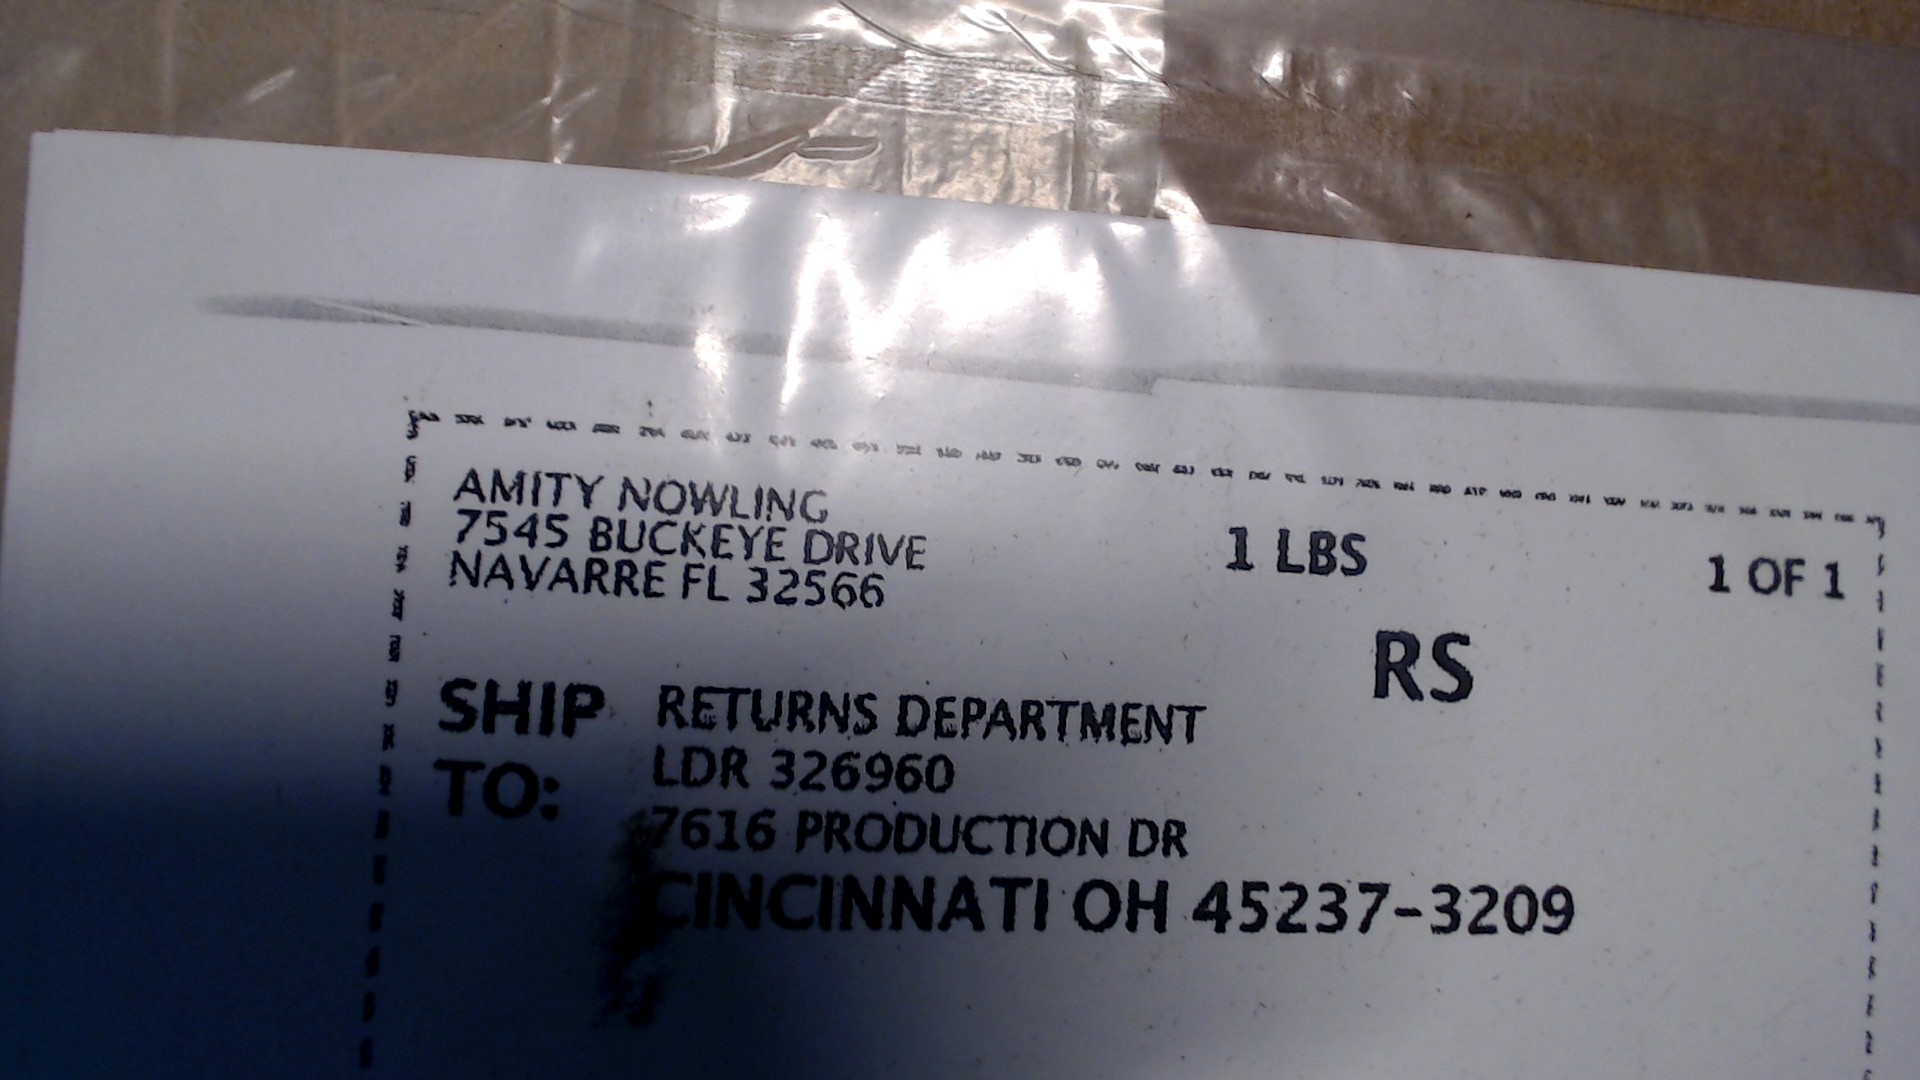 AMITY NOWLING
7545 BUCKEYE DRIVE
NAVARRE FL 32566
1 LBS
1 OF 1
RS
SHIP TO:
RETURNS DEPARTMENT
LDR 326960
7616 PRODUCTION DR
CINCINNATI OH 45237-3209